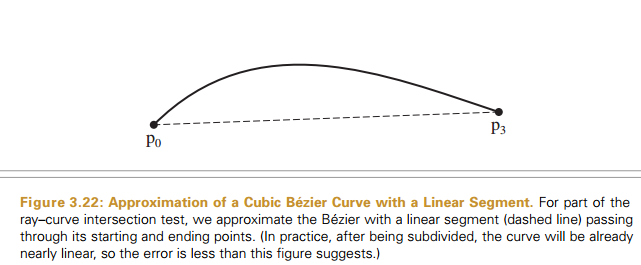 p0
p3
Figure 3.22: Approximation of a Cubic Bézier Curve with a Linear Segment. For part of the
ray–curve intersection test, we approximate the Bézier with a linear segment (dashed line) passing
through its starting and ending points. (In practice, after being subdivided, the curve will be already
nearly linear, so the error is less than this figure suggests.)